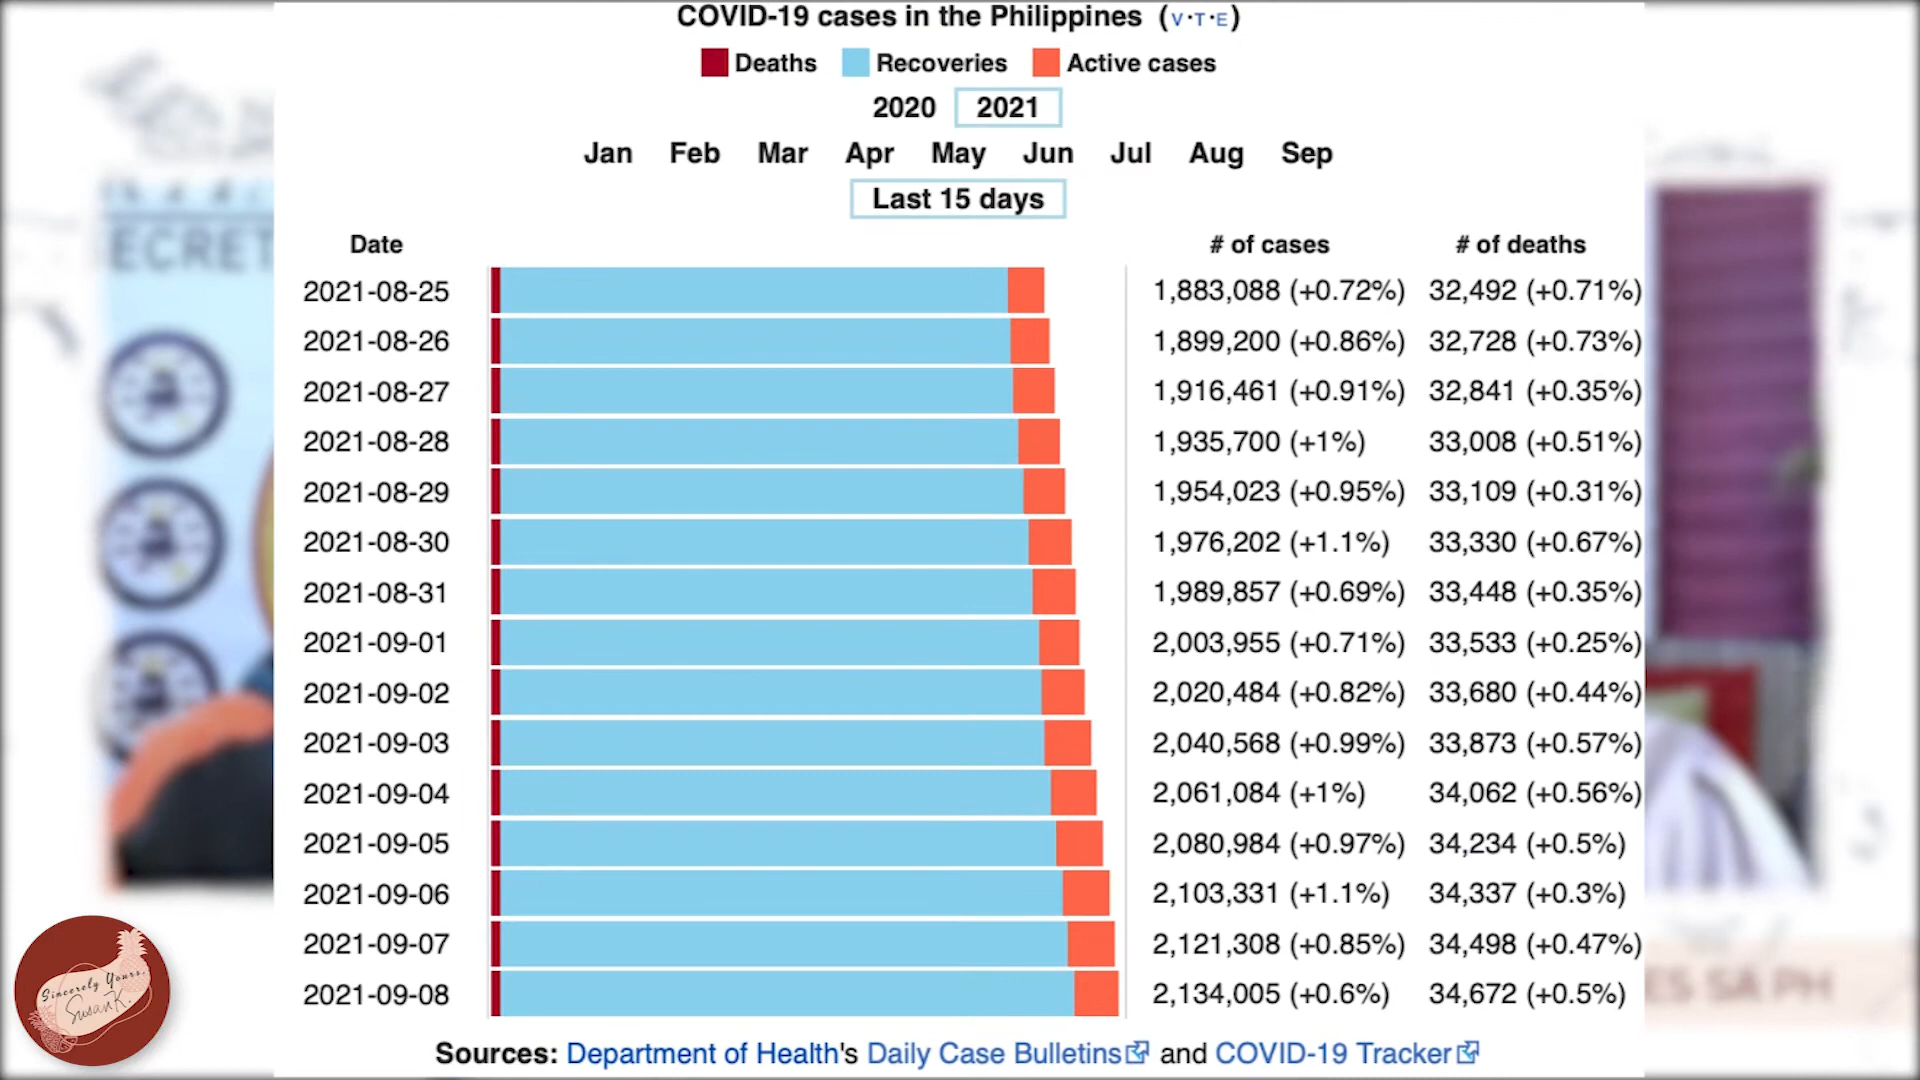 COVID-19 cases in the Philippines (V·T·E)
Deaths Recoveries Active cases
2020 2021
Jan Feb Mar Apr May Jun Jul Aug Sep
Last 15 days
Date # of cases # of deaths
2021-08-25 1,883,088 (+0.72%) 32,492 (+0.71%)
2021-08-26 1,899,200 (+0.86%) 32,728 (+0.73%)
2021-08-27 1,916,461 (+0.91%) 32,841 (+0.35%)
2021-08-28 1,935,700 (+1%) 33,008 (+0.51%)
2021-08-29 1,954,023 (+0.95%) 33,109 (+0.31%)
2021-08-30 1,976,202 (+1.1%) 33,330 (+0.67%)
2021-08-31 1,989,857 (+0.69%) 33,448 (+0.35%)
2021-09-01 2,003,955 (+0.71%) 33,533 (+0.25%)
2021-09-02 2,020,484 (+0.82%) 33,680 (+0.44%)
2021-09-03 2,040,568 (+0.99%) 33,873 (+0.57%)
2021-09-04 2,061,084 (+1%) 34,062 (+0.56%)
2021-09-05 2,080,984 (+0.97%) 34,234 (+0.5%)
2021-09-06 2,103,331 (+1.1%) 34,337 (+0.3%)
2021-09-07 2,121,308 (+0.85%) 34,498 (+0.47%)
2021-09-08 2,134,005 (+0.6%) 34,672 (+0.5%)
Sources: Department of Health's Daily Case Bulletins and COVID-19 Tracker
ECRET
ES SA PH
Sincerely Yours,
Susan K.